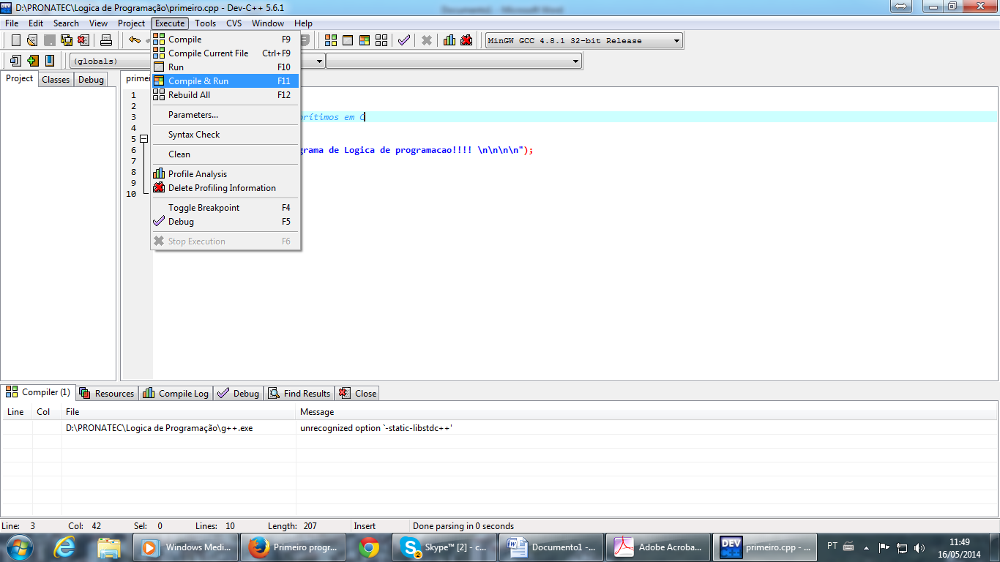 D:\PRONATEC\Logica de Programação\primeiro.cpp - Dev-C++ 5.6.1
Documento1 - Microsoft Word
File Edit Search View Project Execute Tools CVS Window Help
MinGW GCC 4.8.1 32-bit Release
(globals)
Project Classes Debug
primei
Compile F9
Compile Current File Ctrl+F9
Run F10
Compile & Run F11
Rebuild All F12
Parameters...
Syntax Check
Clean
Profile Analysis
Delete Profiling Information
Toggle Breakpoint F4
Debug F5
Stop Execution F6
1
2
3 orítimos em C
4
5
6 grama de Logica de programacao!!!! \n\n\n\n");
7
8
9
10
Compiler (1) Resources Compile Log Debug Find Results Close
Line Col File Message
D:\PRONATEC\Logica de Programação\g++.exe unrecognized option `-static-libstdc++'
Line: 3 Col: 42 Sel: 0 Lines: 10 Length: 207 Insert Done parsing in 0 seconds
Windows Medi... Primeiro progr... Skype™ [2] - c... Documento1 -... Adobe Acroba... primeiro.cpp - ... PT 11:49
16/05/2014